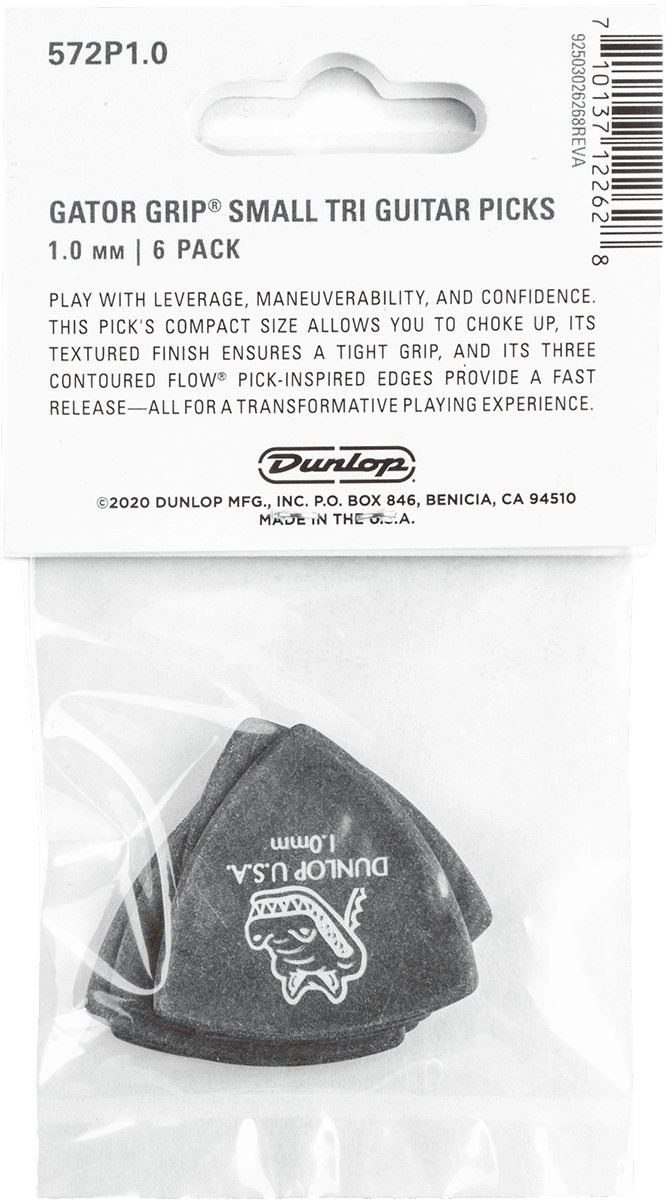 572P1.0
7 10137 12262 8
92503026268REVA
GATOR GRIP® SMALL TRI GUITAR PICKS
1.0 MM | 6 PACK
PLAY WITH LEVERAGE, MANEUVERABILITY, AND CONFIDENCE.
THIS PICK'S COMPACT SIZE ALLOWS YOU TO CHOKE UP, ITS
TEXTURED FINISH ENSURES A TIGHT GRIP, AND ITS THREE
CONTOURED FLOW® PICK-INSPIRED EDGES PROVIDE A FAST
RELEASE—ALL FOR A TRANSFORMATIVE PLAYING EXPERIENCE.
Dunlop
©2020 DUNLOP MFG., INC. P.O. BOX 846, BENICIA, CA 94510
MADE IN THE U.S.A.
DUNLOP U.S.A.
1.0mm